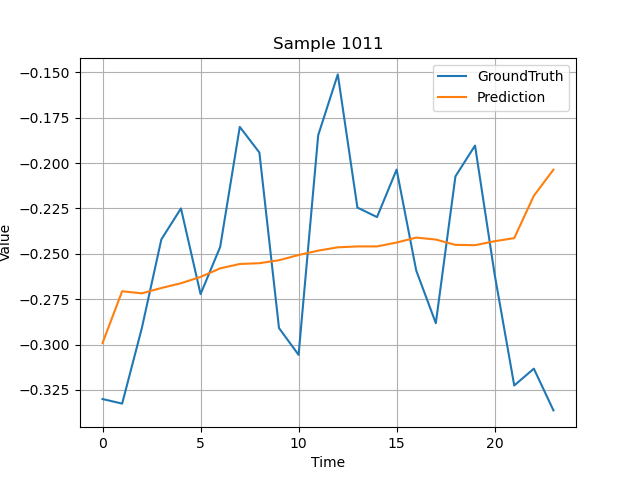 Sample 1011
GroundTruth
Prediction
−0.150
−0.175
−0.200
−0.225
−0.250
−0.275
−0.300
−0.325
Value
0 5 10 15 20
Time